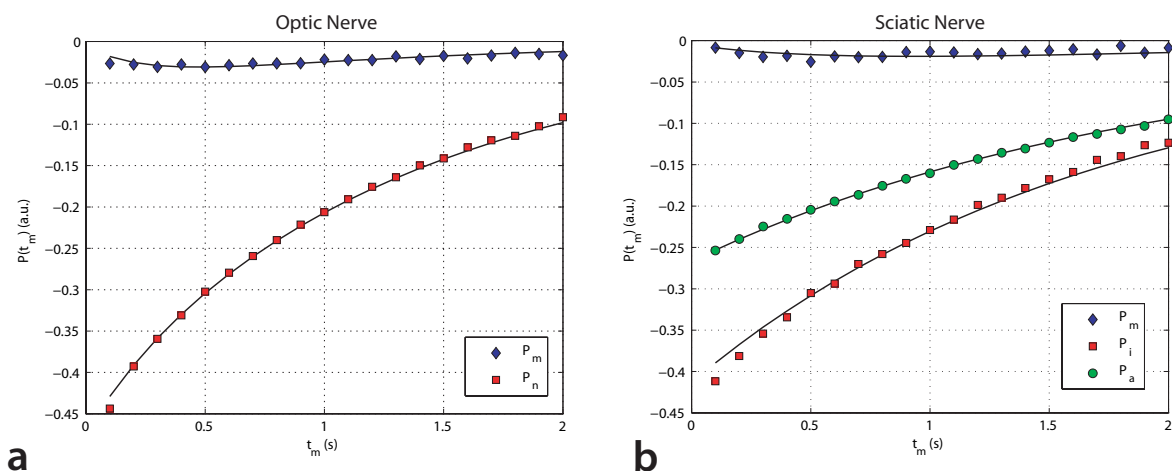 Optic Nerve
0
−0.05
−0.1
−0.15
−0.2
−0.25
−0.3
−0.35
−0.4
−0.45
P(t_m) (a.u.)
0
0.5
1
1.5
2
t_m (s)
P_m
P_n
a
Sciatic Nerve
0
−0.05
−0.1
−0.15
−0.2
−0.25
−0.3
−0.35
−0.4
−0.45
P(t_m) (a.u.)
0
0.5
1
1.5
2
t_m (s)
P_m
P_i
P_a
b